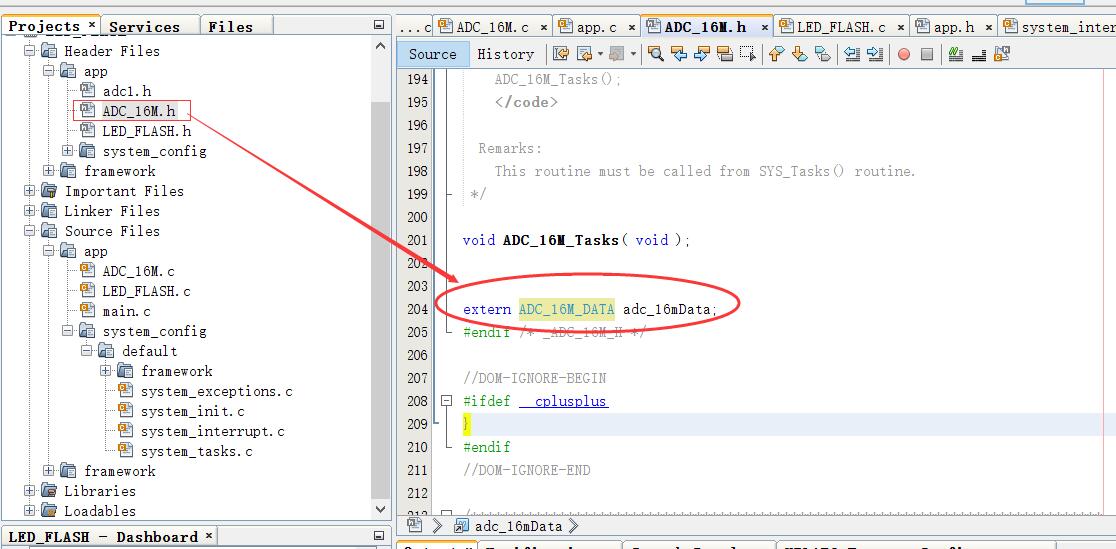 Projects × Services Files
Header Files
app
adc1.h
ADC_16M.h
LED_FLASH.h
system_config
framework
Important Files
Linker Files
Source Files
app
ADC_16M.c
LED_FLASH.c
main.c
system_config
default
framework
system_exceptions.c
system_init.c
system_interrupt.c
system_tasks.c
framework
Libraries
Loadables
LED_FLASH - Dashboard ×
...c ADC_16M.c × app.c × ADC_16M.h × LED_FLASH.c × app.h × system_inter
Source History
194 ADC_16M_Tasks();
195 </code>
196
197 Remarks:
198 This routine must be called from SYS_Tasks() routine.
199 */
200
201 void ADC_16M_Tasks( void );
202
203
204 extern ADC_16M_DATA adc_16mData;
205 #endif /* _ADC_16M_H */
206
207 //DOM-IGNORE-BEGIN
208 #ifdef __cplusplus
209 }
210 #endif
211 //DOM-IGNORE-END
212
adc_16mData